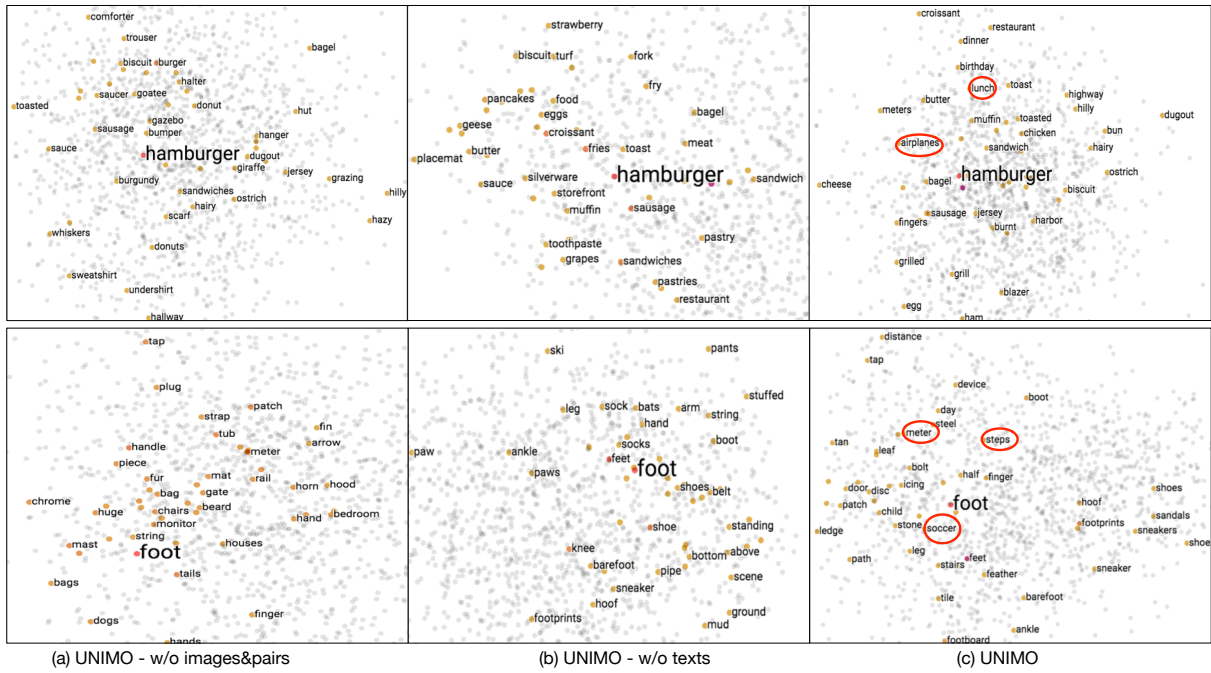 comforter
trouser
bagel
biscuit burger
halter
saucer goatee
donut
toasted
hut
gazebo
sausage bumper
hanger
sauce
hamburger
dugout
giraffe
jersey
grazing
burgundy
sandwiches
hilly
hairy
ostrich
scarf
hazy
whiskers
donuts
sweatshirt
undershirt
hallway
strawberry
biscuit turf
fork
fry
pancakes
food
eggs
bagel
geese
croissant
meat
butter
fries
toast
placemat
silverware
hamburger
sandwich
sauce
storefront
muffin
sausage
toothpaste
pastry
grapes
sandwiches
pastries
restaurant
croissant
restaurant
dinner
birthday
lunch
toast
butter
highway
meters
hilly
dugout
muffin
toasted
chicken
bun
airplanes
sandwich
hairy
hamburger
ostrich
cheese
bagel
biscuit
sausage
jersey
fingers
harbor
burnt
grilled
grill
blazer
egg
ham
tap
plug
patch
strap
fin
tub
arrow
handle
meter
piece
fur
mat
rail
bag
gate
horn
hood
chrome
huge
chairs
beard
hand
bedroom
monitor
string
mast
foot
houses
tails
bags
dogs
finger
hands
ski
pants
stuffed
leg
sock
bats
arm
string
hand
paw
ankle
socks
boot
feet
foot
paws
shoes
belt
shoe
standing
knee
bottom
above
barefoot
pipe
scene
sneaker
hoof
footprints
ground
mud
distance
tap
device
boot
day
steel
meter
steps
tan
leaf
bolt
half
finger
door
disc
icing
shoes
patch
child
foot
hoof
sandals
ledge
stone
soccer
footprints
sneakers
shoe
path
leg
stairs
feet
feather
sneaker
tile
barefoot
ankle
footboard
(a) UNIMO - w/o images&pairs
(b) UNIMO - w/o texts
(c) UNIMO